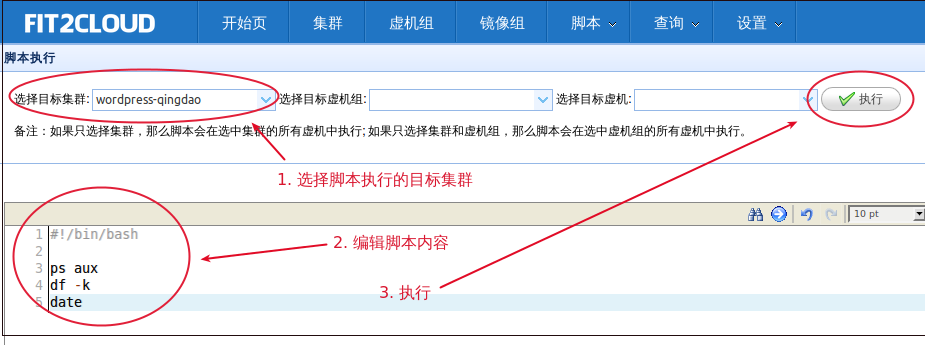 FIT2CLOUD 开始页 集群 虚机组 镜像组 脚本 查询 设置
脚本执行
选择目标集群: wordpress-qingdao 选择目标虚机组: 选择目标虚机: 执行
备注：如果只选择集群，那么脚本会在选中集群的所有虚机中执行; 如果只选择集群和虚机组，那么脚本会在选中虚机组的所有虚机中执行。
1. 选择脚本执行的目标集群
10 pt
1 #!/bin/bash
2
2. 编辑脚本内容
3 ps aux
4 df -k
3. 执行
5 date